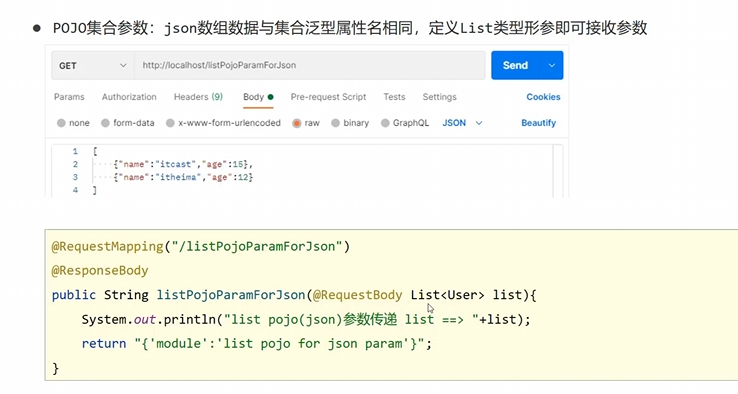 ● POJO集合参数：json数组数据与集合泛型属性名相同，定义List类型形参即可接收参数
GET http://localhost/listPojoParamForJson Send
Params Authorization Headers (9) Body Pre-request Script Tests Settings Cookies
none form-data x-www-form-urlencoded raw binary GraphQL JSON Beautify
1 [
2 ····{"name":"itcast","age":15},
3 ····{"name":"itheima","age":12}
4 ]
@RequestMapping("/listPojoParamForJson")
@ResponseBody
public String listPojoParamForJson(@RequestBody List<User> list){
System.out.println("list pojo(json)参数传递 list ==> "+list);
return "{'module':'list pojo for json param'}";
}